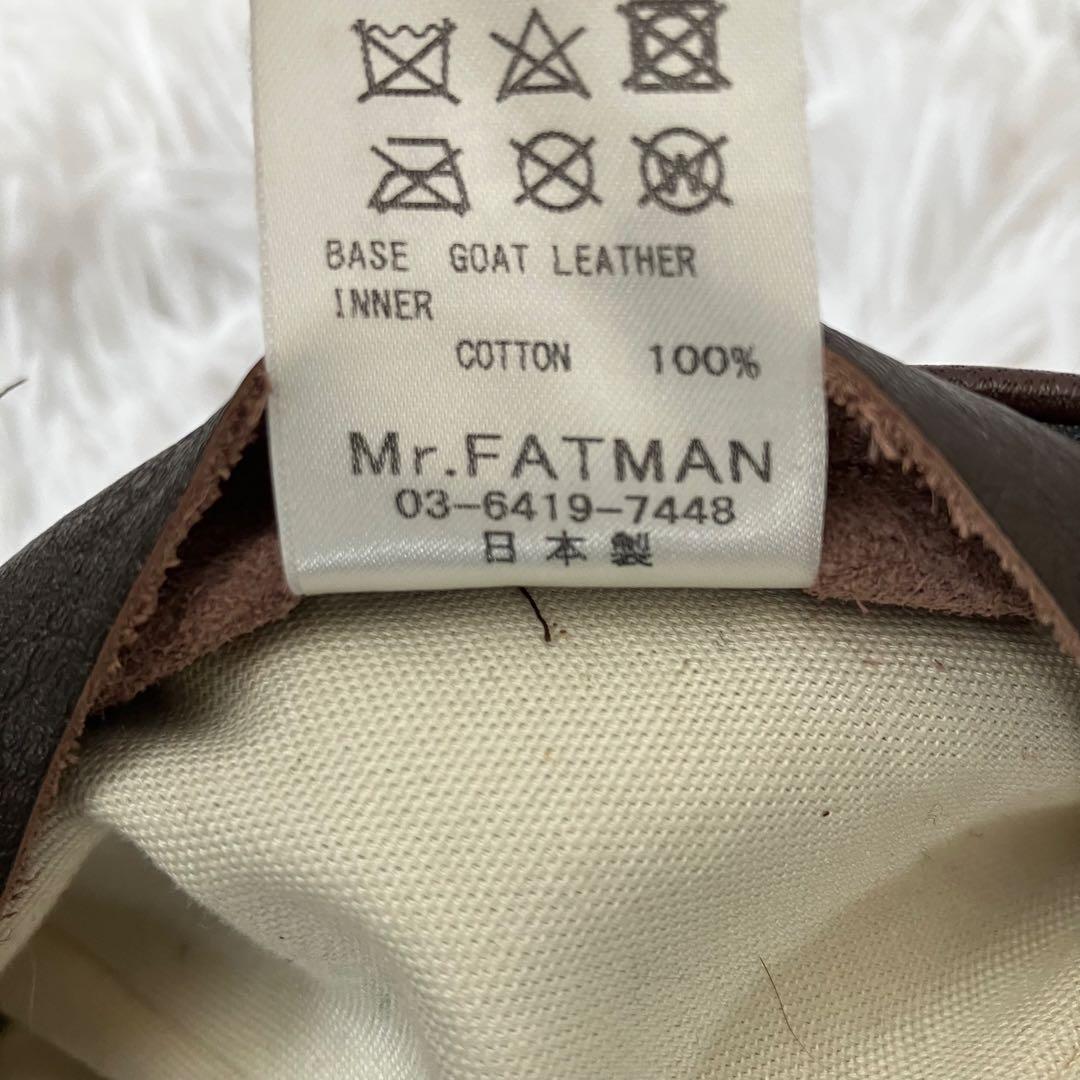 W
BASE GOAT LEATHER
INNER
COTTON 100%
Mr.FATMAN
03-6419-7448
日本製